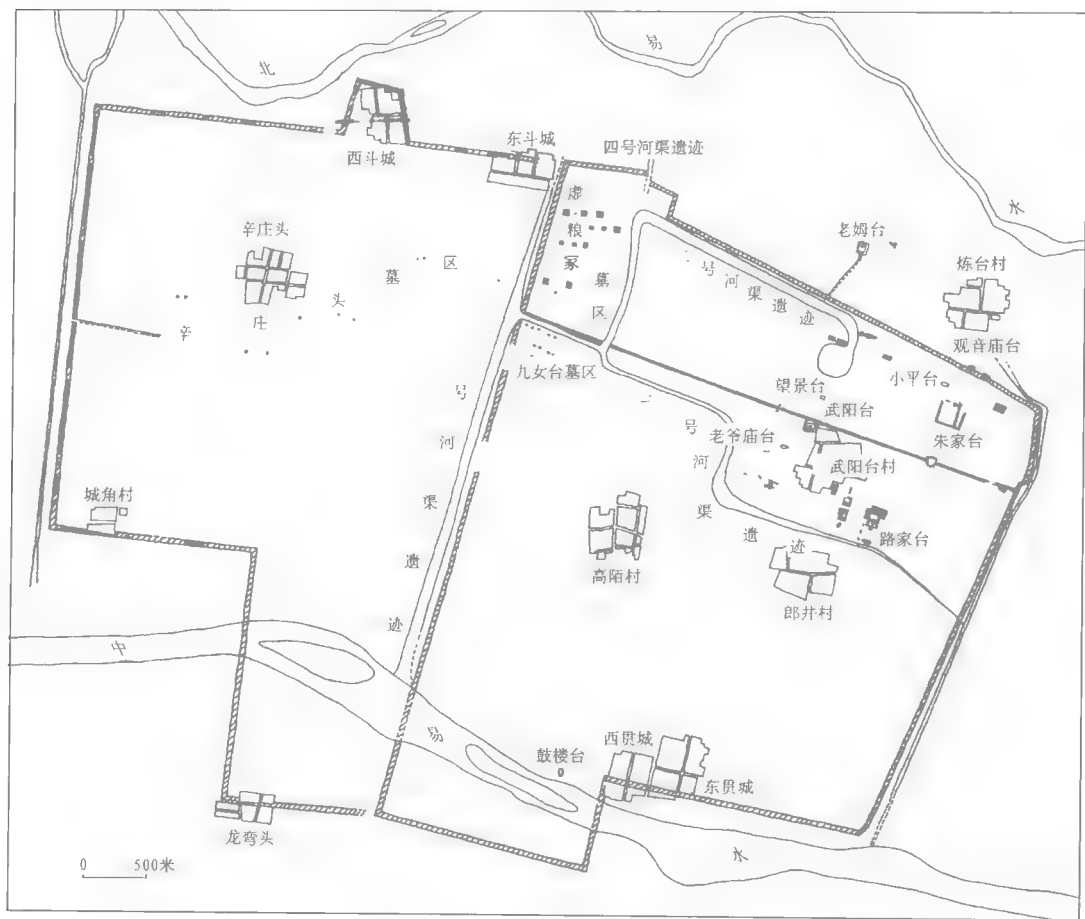 北
易
水
东斗城
西斗城
四号河渠遗迹
虚粮冢墓区
老姆台
辛庄头
辛庄头墓区
号河渠遗迹
炼台村
观音庙台
小平台
九女台墓区
望景台
武阳台
朱家台
老爷庙台
武阳台村
号河渠遗迹
二号河渠遗迹
城角村
路家台
高陌村
郎井村
中
易
水
西贯城
鼓楼台
东贯城
龙弯头
0 500米